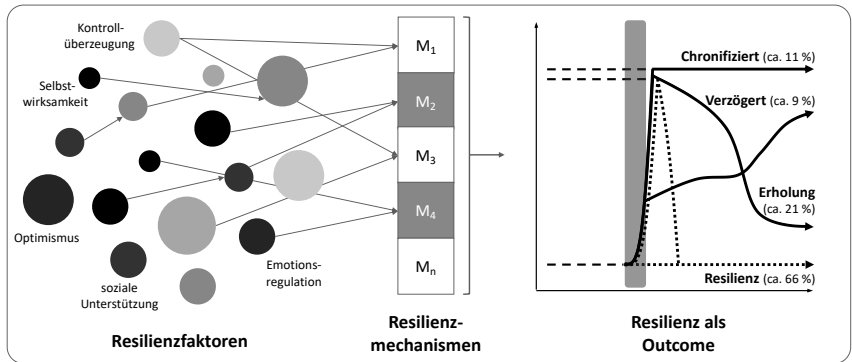 Kontroll-
überzeugung
Selbst-
wirksamkeit
Optimismus
soziale
Unterstützung
Emotions-
regulation
Resilienzfaktoren
M1
M2
M3
M4
Mn
Resilienz-
mechanismen
Chronifiziert (ca. 11 %)
Verzögert (ca. 9 %)
Erholung
(ca. 21 %)
Resilienz (ca. 66 %)
Resilienz als
Outcome